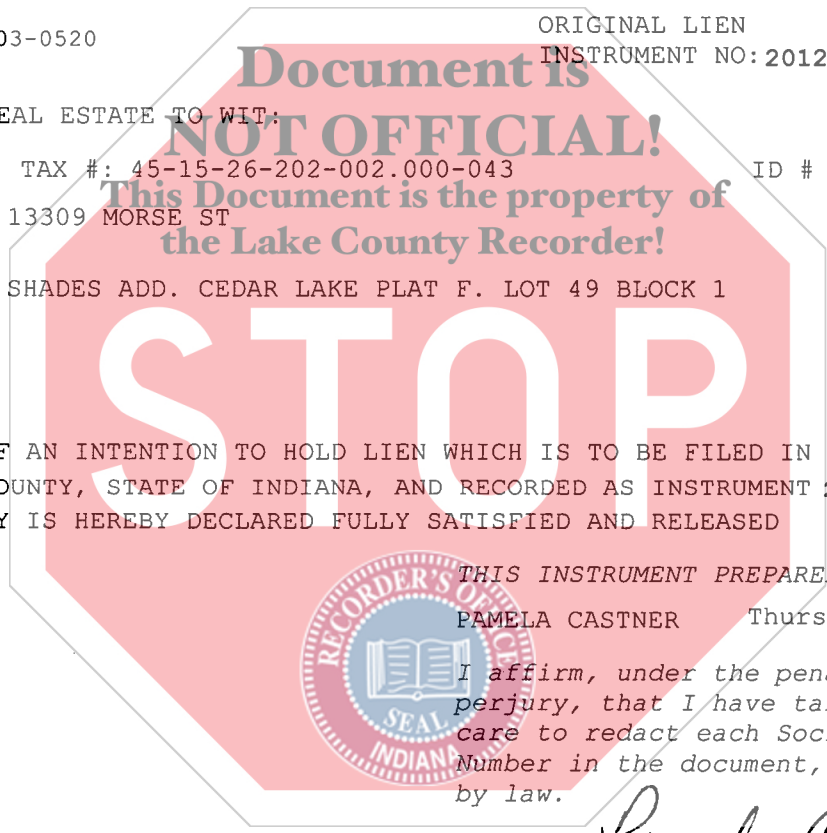 03-0520
ORIGINAL LIEN
INSTRUMENT NO: 2012
Document is
NOT OFFICIAL!
This Document is the property of
the Lake County Recorder!
EAL ESTATE TO WIT:
TAX #: 45-15-26-202-002.000-043 ID #
13309 MORSE ST
SHADES ADD. CEDAR LAKE PLAT F. LOT 49 BLOCK 1
STOP
F AN INTENTION TO HOLD LIEN WHICH IS TO BE FILED IN
OUNTY, STATE OF INDIANA, AND RECORDED AS INSTRUMENT
Y IS HEREBY DECLARED FULLY SATISFIED AND RELEASED
THIS INSTRUMENT PREPARE
PAMELA CASTNER Thurs
I affirm, under the pena
perjury, that I have ta
care to redact each Soci
Number in the document,
by law.
RECORDER'S OFFICE
SEAL
INDIANA